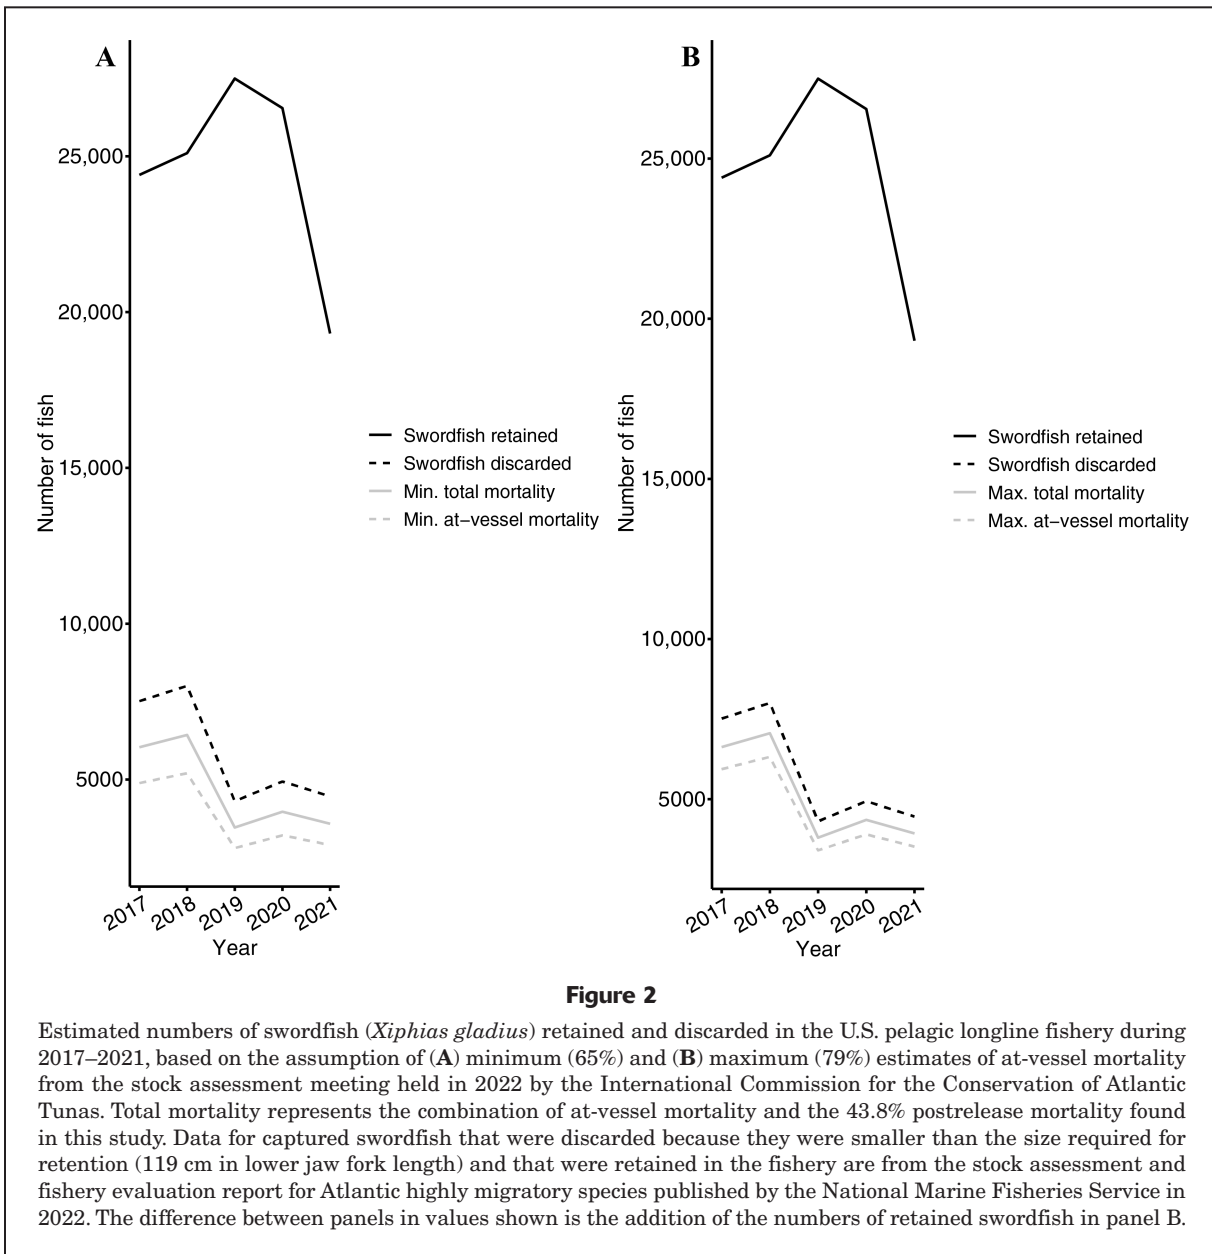 A
25,000
20,000
15,000
10,000
5000
Number of fish
2017
2018
2019
2020
2021
Year
Swordfish retained
Swordfish discarded
Min. total mortality
Min. at–vessel mortality
B
25,000
20,000
15,000
10,000
5000
Number of fish
2017
2018
2019
2020
2021
Year
Swordfish retained
Swordfish discarded
Max. total mortality
Max. at–vessel mortality
Figure 2
Estimated numbers of swordfish (Xiphias gladius) retained and discarded in the U.S. pelagic longline fishery during
2017–2021, based on the assumption of (A) minimum (65%) and (B) maximum (79%) estimates of at-vessel mortality
from the stock assessment meeting held in 2022 by the International Commission for the Conservation of Atlantic
Tunas. Total mortality represents the combination of at-vessel mortality and the 43.8% postrelease mortality found
in this study. Data for captured swordfish that were discarded because they were smaller than the size required for
retention (119 cm in lower jaw fork length) and that were retained in the fishery are from the stock assessment and
fishery evaluation report for Atlantic highly migratory species published by the National Marine Fisheries Service in
2022. The difference between panels in values shown is the addition of the numbers of retained swordfish in panel B.